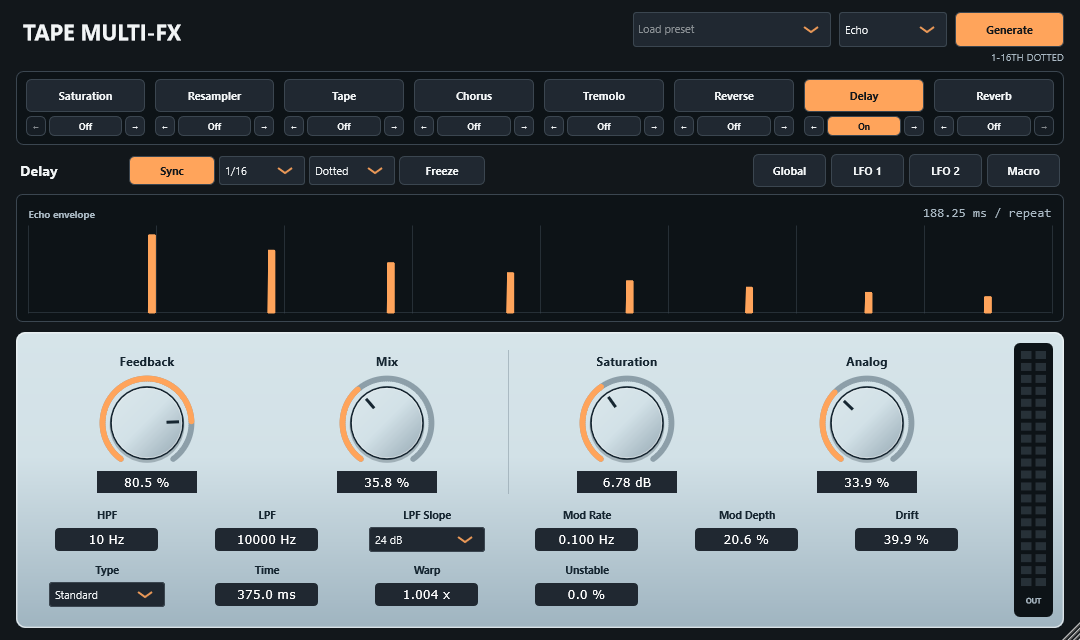 TAPE MULTI-FX
Load preset
Echo
Generate
1-16TH DOTTED
Saturation
Resampler
Tape
Chorus
Tremolo
Reverse
Delay
Reverb
← Off →
← Off →
← Off →
← Off →
← Off →
← Off →
← On →
← Off →
Delay
Sync
1/16
Dotted
Freeze
Global
LFO 1
LFO 2
Macro
Echo envelope
188.25 ms / repeat
Feedback
Mix
Saturation
Analog
80.5 %
35.8 %
6.78 dB
33.9 %
HPF
LPF
LPF Slope
Mod Rate
Mod Depth
Drift
10 Hz
10000 Hz
24 dB
0.100 Hz
20.6 %
39.9 %
Type
Time
Warp
Unstable
Standard
375.0 ms
1.004 x
0.0 %
OUT